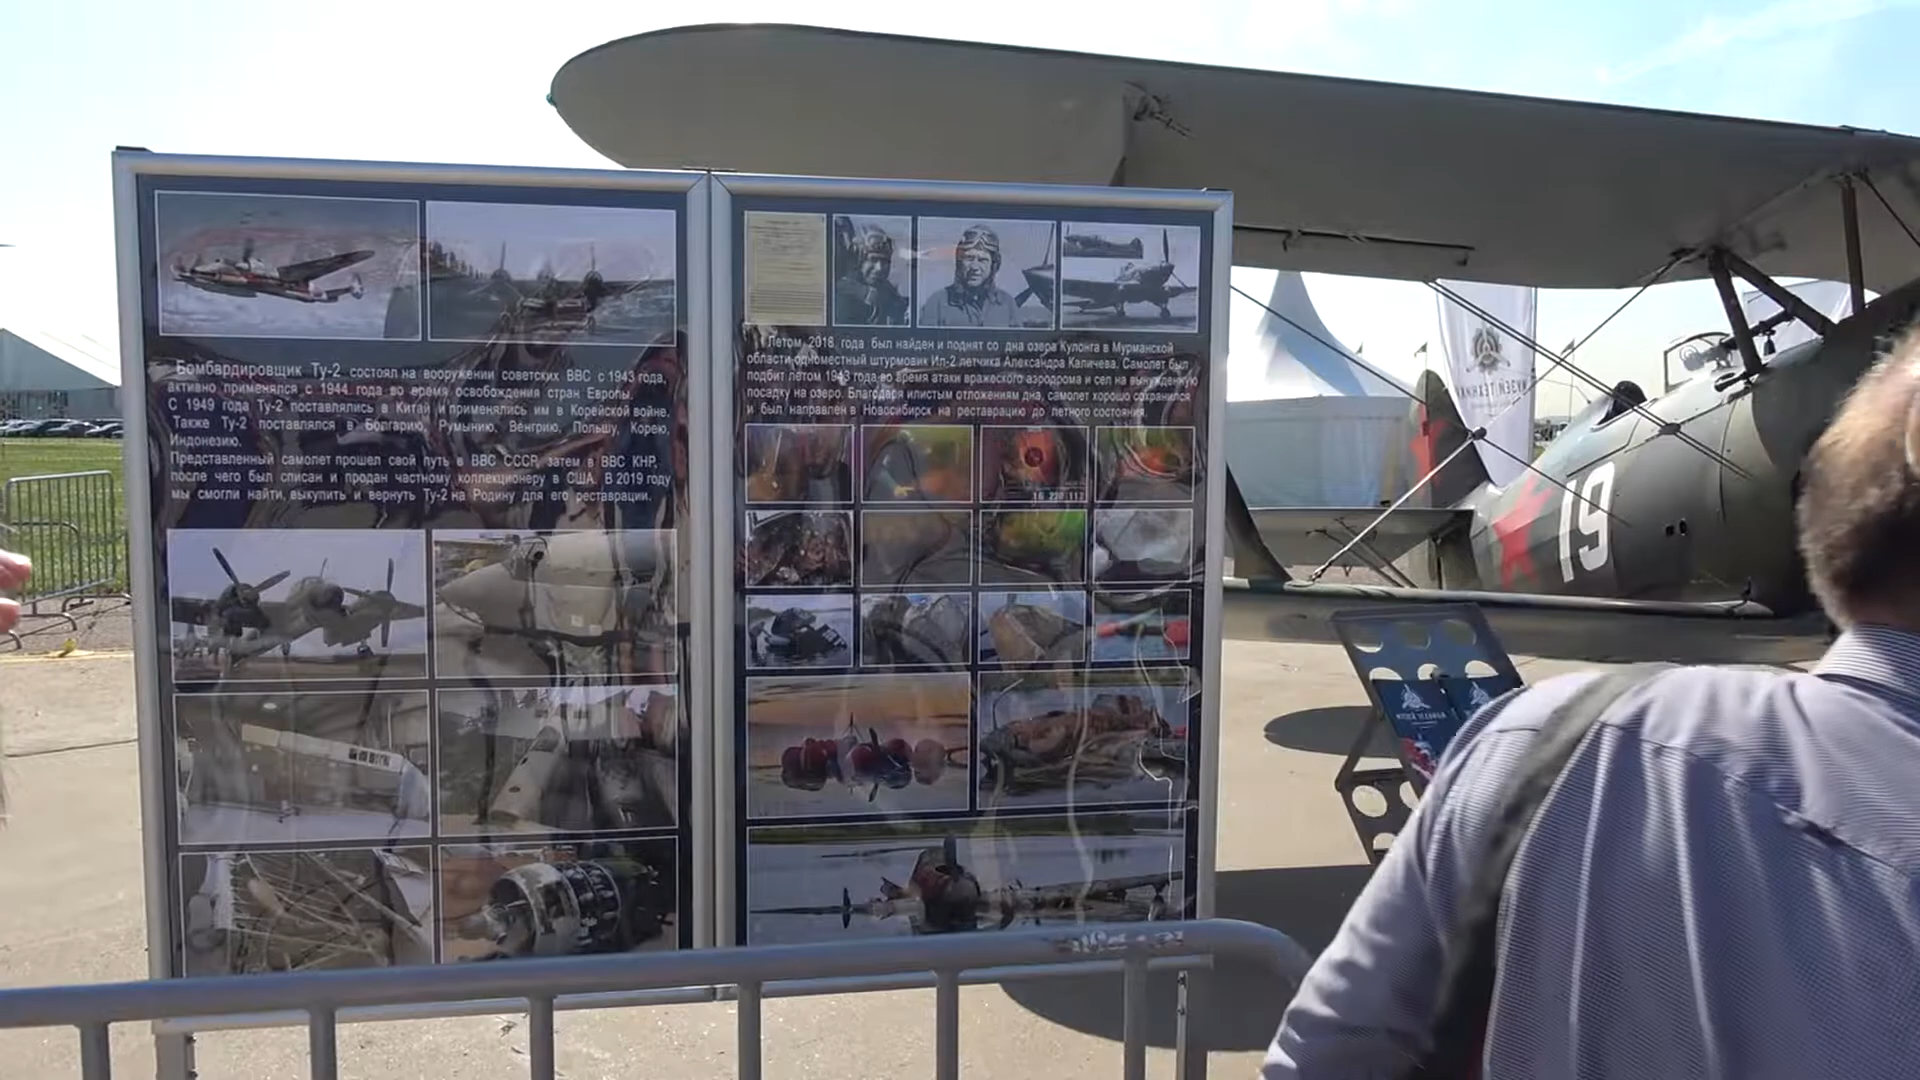 Бомбардировщик Ту-2 состоял на вооружении советских ВВС с 1943 года,
активно применялся с 1944 года во время освобождения стран Европы.
С 1949 года Ту-2 поставлялись в Китай и применялись им в Корейской войне.
Также Ту-2 поставлялся в Болгарию, Румынию, Венгрию, Польшу, Корею,
Индонезию.
Представленный самолет прошел свой путь в ВВС СССР, затем в ВВС КНР,
после чего был списан и продан частному коллекционеру в США. В 2019 году
мы смогли найти, выкупить и вернуть Ту-2 на Родину для его реставрации.
Летом 2018 года был найден и поднят со дна озера Кулонга в Мурманской
области одноместный штурмовик Ил-2 летчика Александра Каличева. Самолет был
подбит летом 1943 года во время атаки вражеского аэродрома и сел на вынужденную
посадку на озеро. Благодаря илистым отложениям дна, самолет хорошо сохранился
и был направлен в Новосибирск на реставрацию до летного состояния.
19
МУЗЕЙ ТЕХНИКИ
МУЗЕЙ ТЕХНИКИ